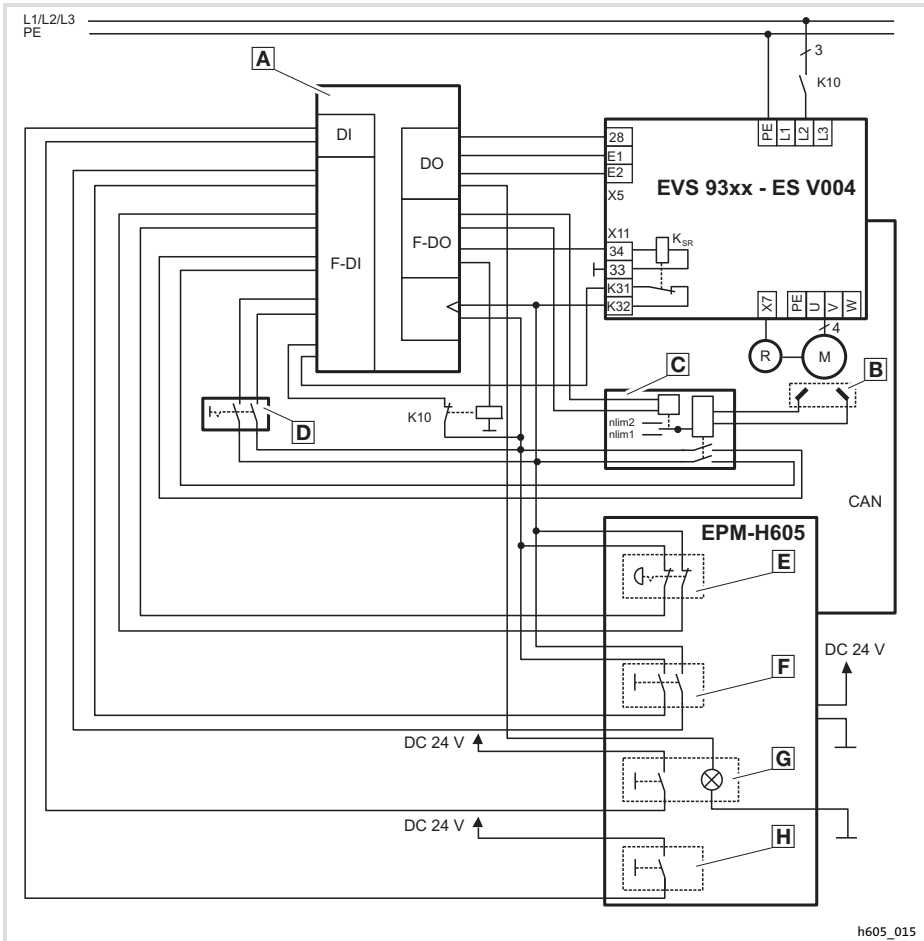 L1/L2/L3
PE
3
K10
A
PE
L1
L2
L3
DI
DO
28
E1
E2
X5
EVS 93xx - ES V004
X11
F-DI
F-DO
34
33
K31
K32
KSR
X7
PE
U
V
W
4
R
M
B
C
D
K10
nlim2
nlim1
CAN
EPM-H605
E
F
DC 24 V
DC 24 V
G
DC 24 V
H
h605_015